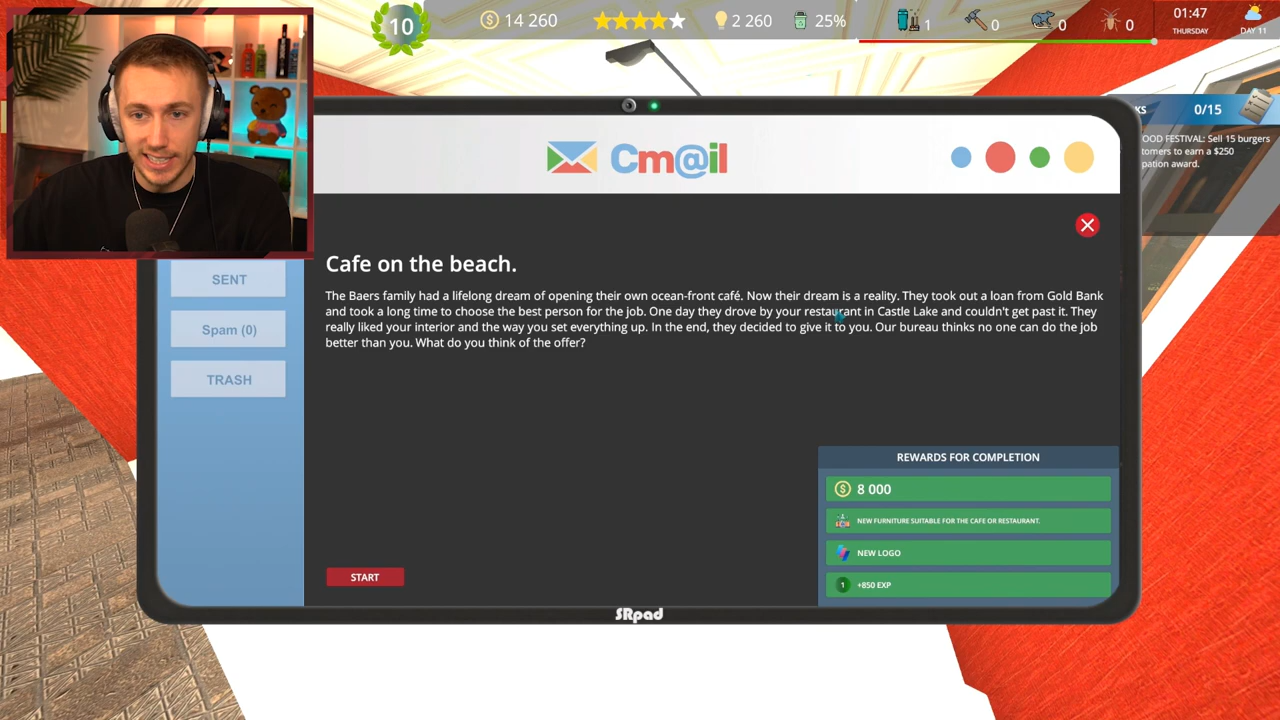 10
14 260
2 260
25%
1
0
0
0
01:47
THURSDAY
DAY 11
KS
0/15
OOD FESTIVAL: Sell 15 burgers
tomers to earn a $250
pation award.
Cm@il
SENT
Spam (0)
TRASH
Cafe on the beach.
The Baers family had a lifelong dream of opening their own ocean-front café. Now their dream is a reality. They took out a loan from Gold Bank
and took a long time to choose the best person for the job. One day they drove by your restaurant in Castle Lake and couldn't get past it. They
really liked your interior and the way you set everything up. In the end, they decided to give it to you. Our bureau thinks no one can do the job
better than you. What do you think of the offer?
REWARDS FOR COMPLETION
$ 8 000
NEW FURNITURE SUITABLE FOR THE CAFE OR RESTAURANT.
NEW LOGO
1 +850 EXP
START
SRpad